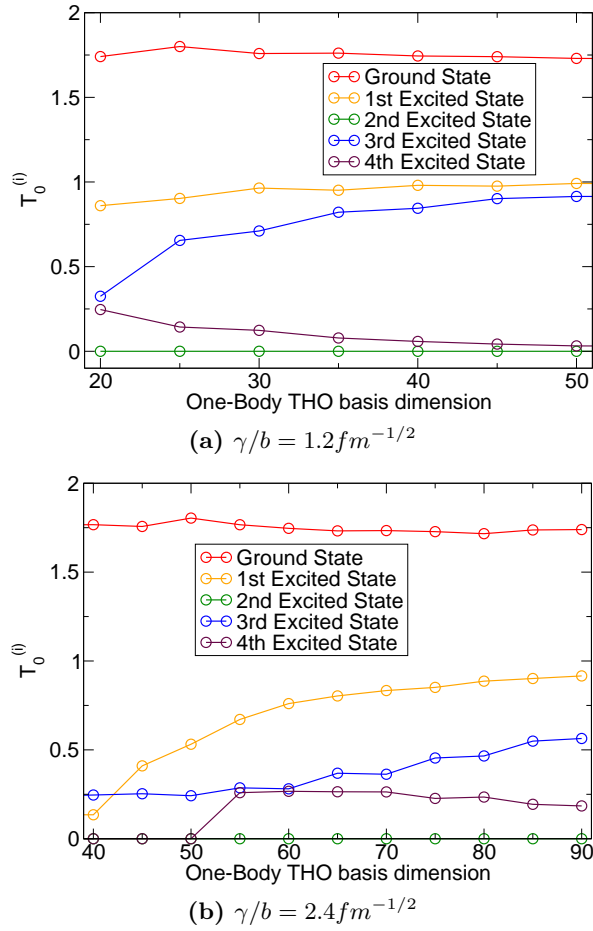 2
1.5
1
0.5
0
T₀⁽ⁱ⁾
Ground State
1st Excited State
2nd Excited State
3rd Excited State
4th Excited State
20 30 40 50
One-Body THO basis dimension
(a) γ/b = 1.2fm⁻¹/²
2
1.5
1
0.5
0
T₀⁽ⁱ⁾
Ground State
1st Excited State
2nd Excited State
3rd Excited State
4th Excited State
40 50 60 70 80 90
One-Body THO basis dimension
(b) γ/b = 2.4fm⁻¹/²